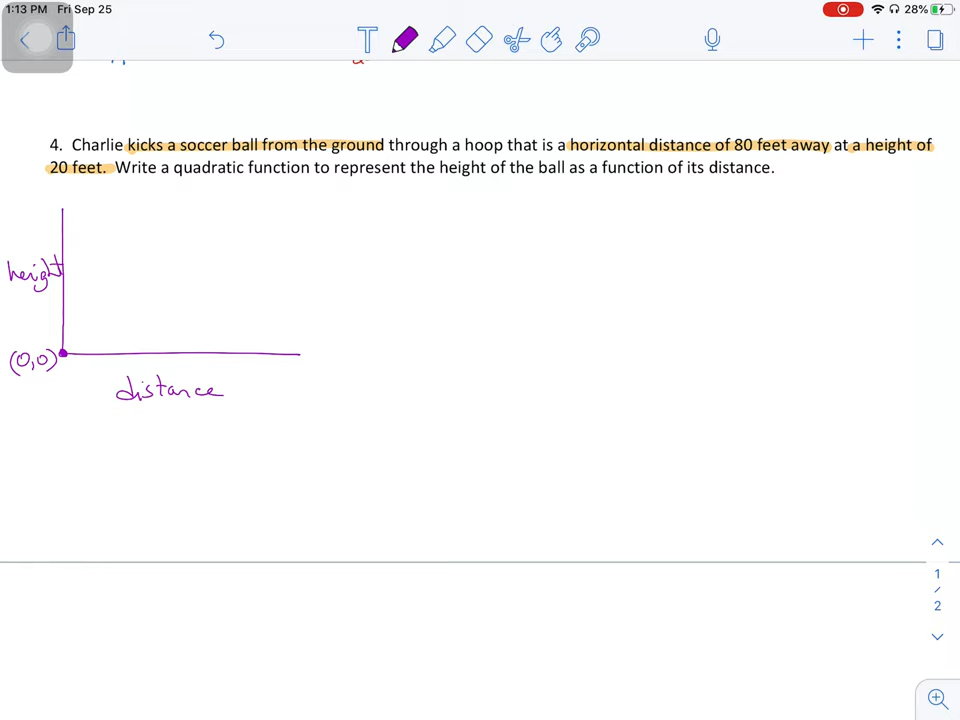 1:13 PM Fri Sep 25
28%
T
4. Charlie kicks a soccer ball from the ground through a hoop that is a horizontal distance of 80 feet away at a height of
20 feet. Write a quadratic function to represent the height of the ball as a function of its distance.
height
(0,0)
distance
1
/
2